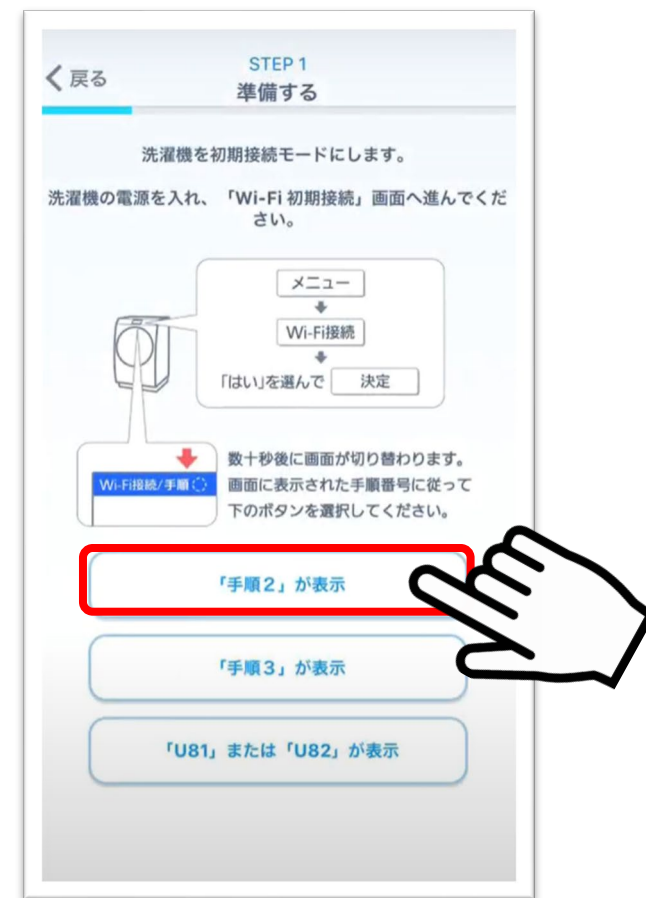 戻る
STEP 1
準備する
洗濯機を初期接続モードにします。
洗濯機の電源を入れ、「Wi-Fi 初期接続」画面へ進んでくだ
さい。
メニュー
Wi-Fi接続
「はい」を選んで 決定
Wi-Fi接続/手順
数十秒後に画面が切り替わります。
画面に表示された手順番号に従って
下のボタンを選択してください。
「手順2」が表示
「手順3」が表示
「U81」または「U82」が表示